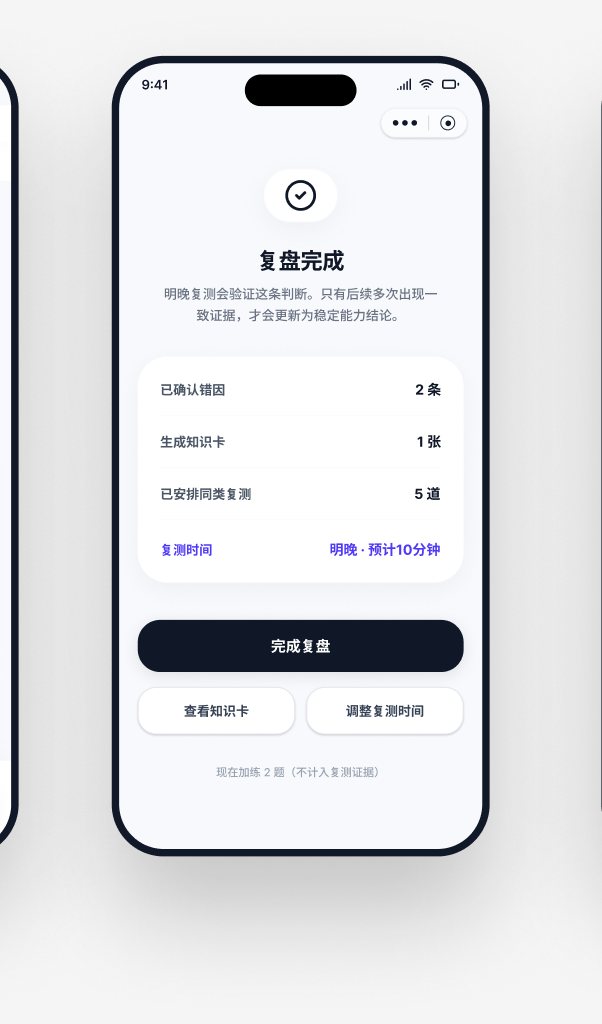 9:41
复盘完成
明晚复测会验证这条判断。只有后续多次出现一
致证据，才会更新为稳定能力结论。
已确认错因 2 条
生成知识卡 1 张
已安排同类复测 5 道
复测时间 明晚 · 预计10分钟
完成复盘
查看知识卡 调整复测时间
现在加练 2 题（不计入复测证据）